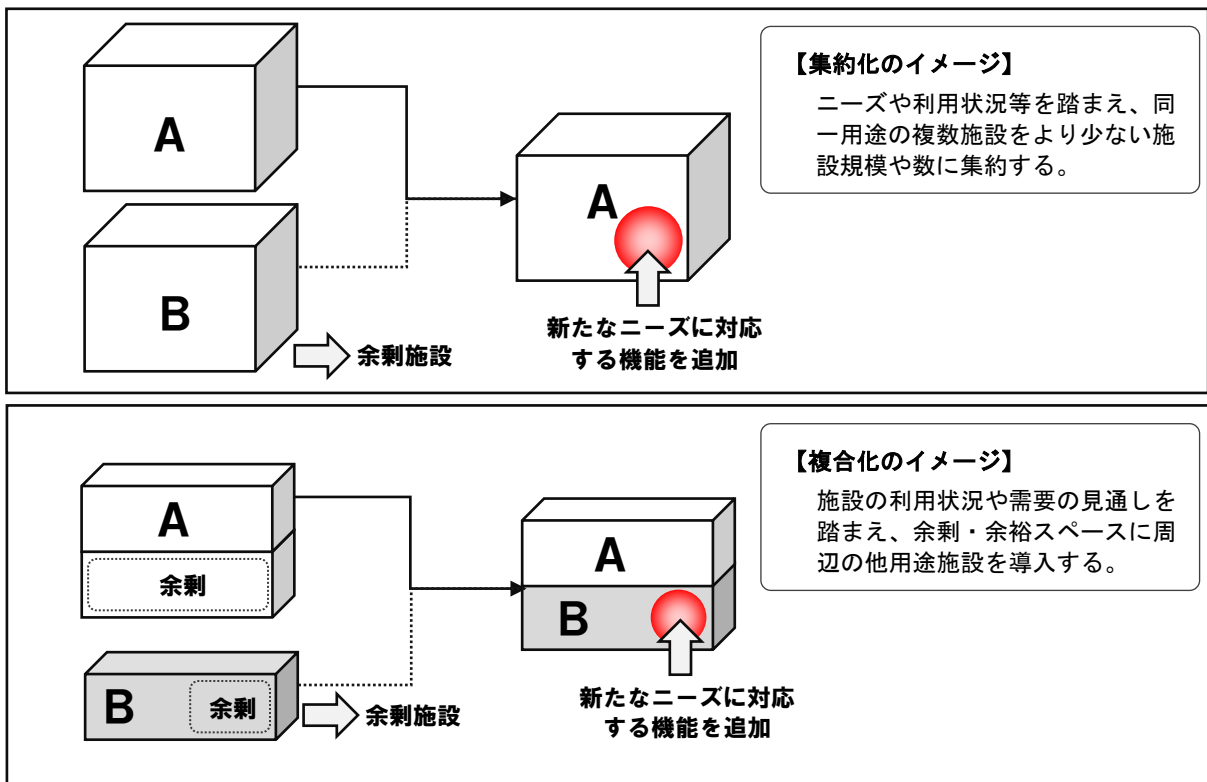 【集約化のイメージ】
ニーズや利用状況等を踏まえ、同
一用途の複数施設をより少ない施
設規模や数に集約する。
A
B
余剰施設
A
新たなニーズに対応
する機能を追加
【複合化のイメージ】
施設の利用状況や需要の見通しを
踏まえ、余剰・余裕スペースに周
辺の他用途施設を導入する。
A
余剰
B
余剰
余剰施設
A
B
新たなニーズに対応
する機能を追加